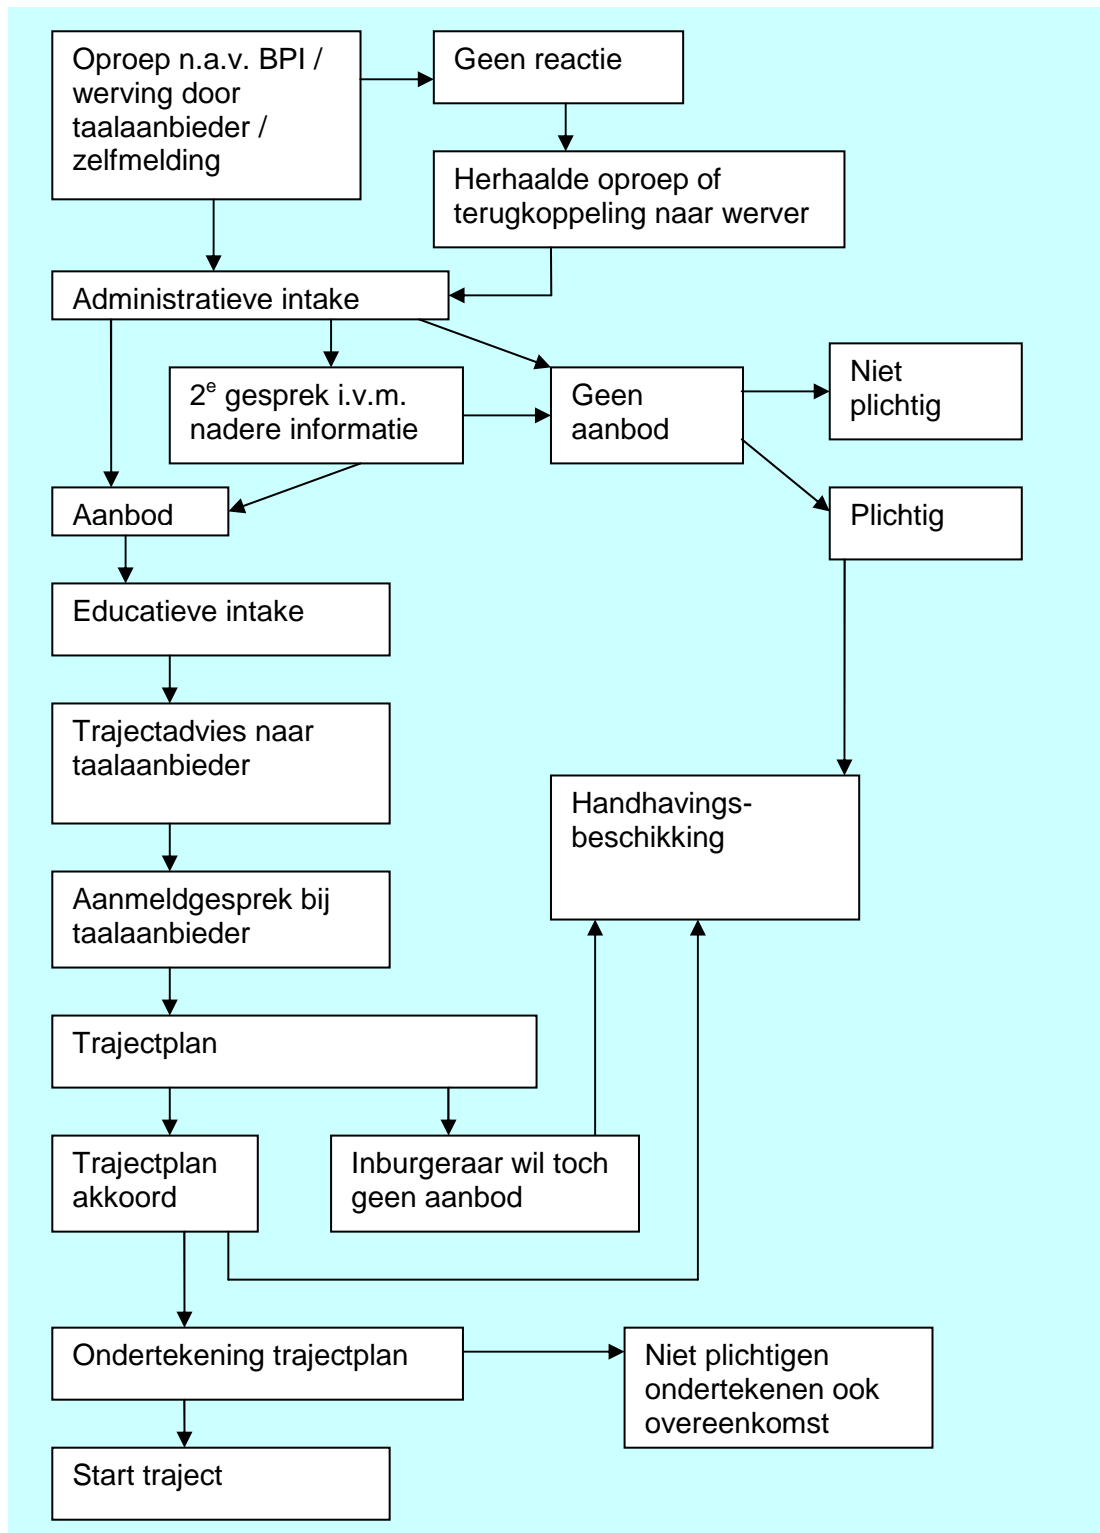 Oproep n.a.v. BPI /
werving door
taalaanbieder /
zelfmelding
Geen reactie
Herhaalde oproep of
terugkoppeling naar werver
Administratieve intake
2e gesprek i.v.m.
nadere informatie
Geen
aanbod
Niet
plichtig
Aanbod
Plichtig
Educatieve intake
Trajectadvies naar
taalaanbieder
Handhavings-
beschikking
Aanmeldgesprek bij
taalaanbieder
Trajectplan
Trajectplan
akkoord
Inburgeraar wil toch
geen aanbod
Ondertekening trajectplan
Niet plichtigen
ondertekenen ook
overeenkomst
Start traject